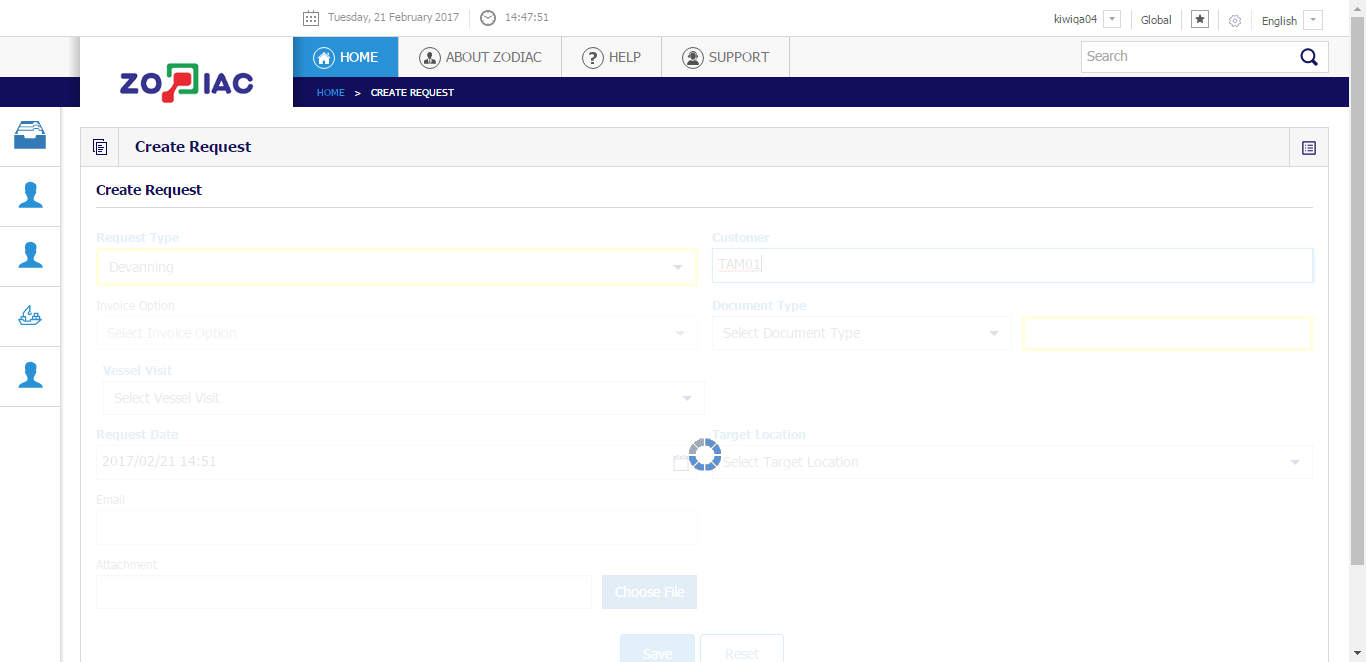 Tuesday, 21 February 2017 14:47:51 kiwiqa04 Global English
ZODIAC HOME ABOUT ZODIAC HELP SUPPORT Search
HOME > CREATE REQUEST
Create Request
Create Request
Request Type Customer
Devanning TAM01
Invoice Option Document Type
Select Invoice Option Select Document Type
Vessel Visit
Select Vessel Visit
Request Date Target Location
2017/02/21 14:51 Select Target Location
Email
Attachment
Choose File
Save Reset